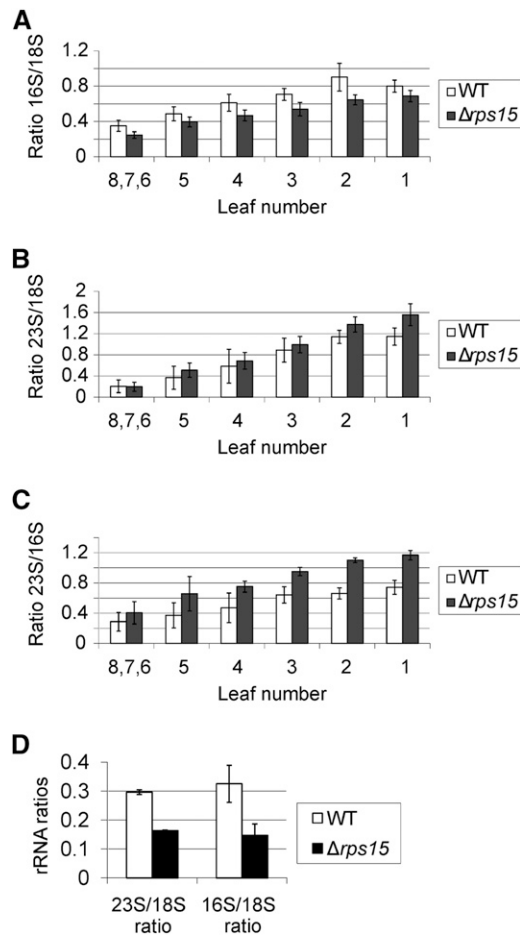 A
Ratio 16S/18S
1.2
0.8
0.4
0
8,7,6 5 4 3 2 1
Leaf number
WT
Δrps15
B
Ratio 23S/18S
2
1.6
1.2
0.8
0.4
0
8,7,6 5 4 3 2 1
Leaf number
WT
Δrps15
C
Ratio 23S/16S
1.2
0.8
0.4
0
8,7,6 5 4 3 2 1
Leaf number
WT
Δrps15
D
rRNA ratios
0.4
0.3
0.2
0.1
0
23S/18S 16S/18S
ratio ratio
WT
Δrps15